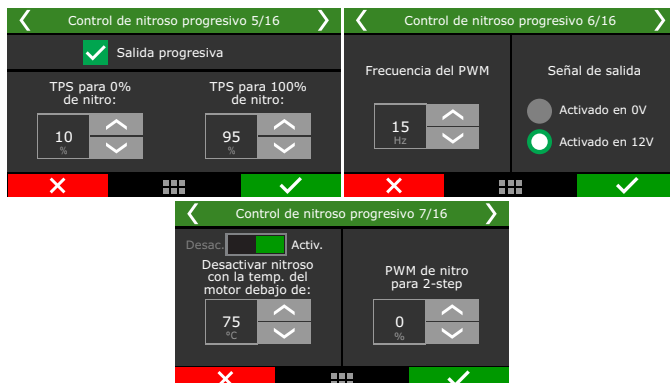 Control de nitroso progresivo 5/16
Salida progresiva
TPS para 0%
de nitro:
10
%
TPS para 100%
de nitro:
95
%
Control de nitroso progresivo 6/16
Frecuencia del PWM
15
Hz
Señal de salida
Activado en 0V
Activado en 12V
Control de nitroso progresivo 7/16
Desac. Activ.
Desactivar nitroso
con la temp. del
motor debajo de:
75
°C
PWM de nitro
para 2-step
0
%